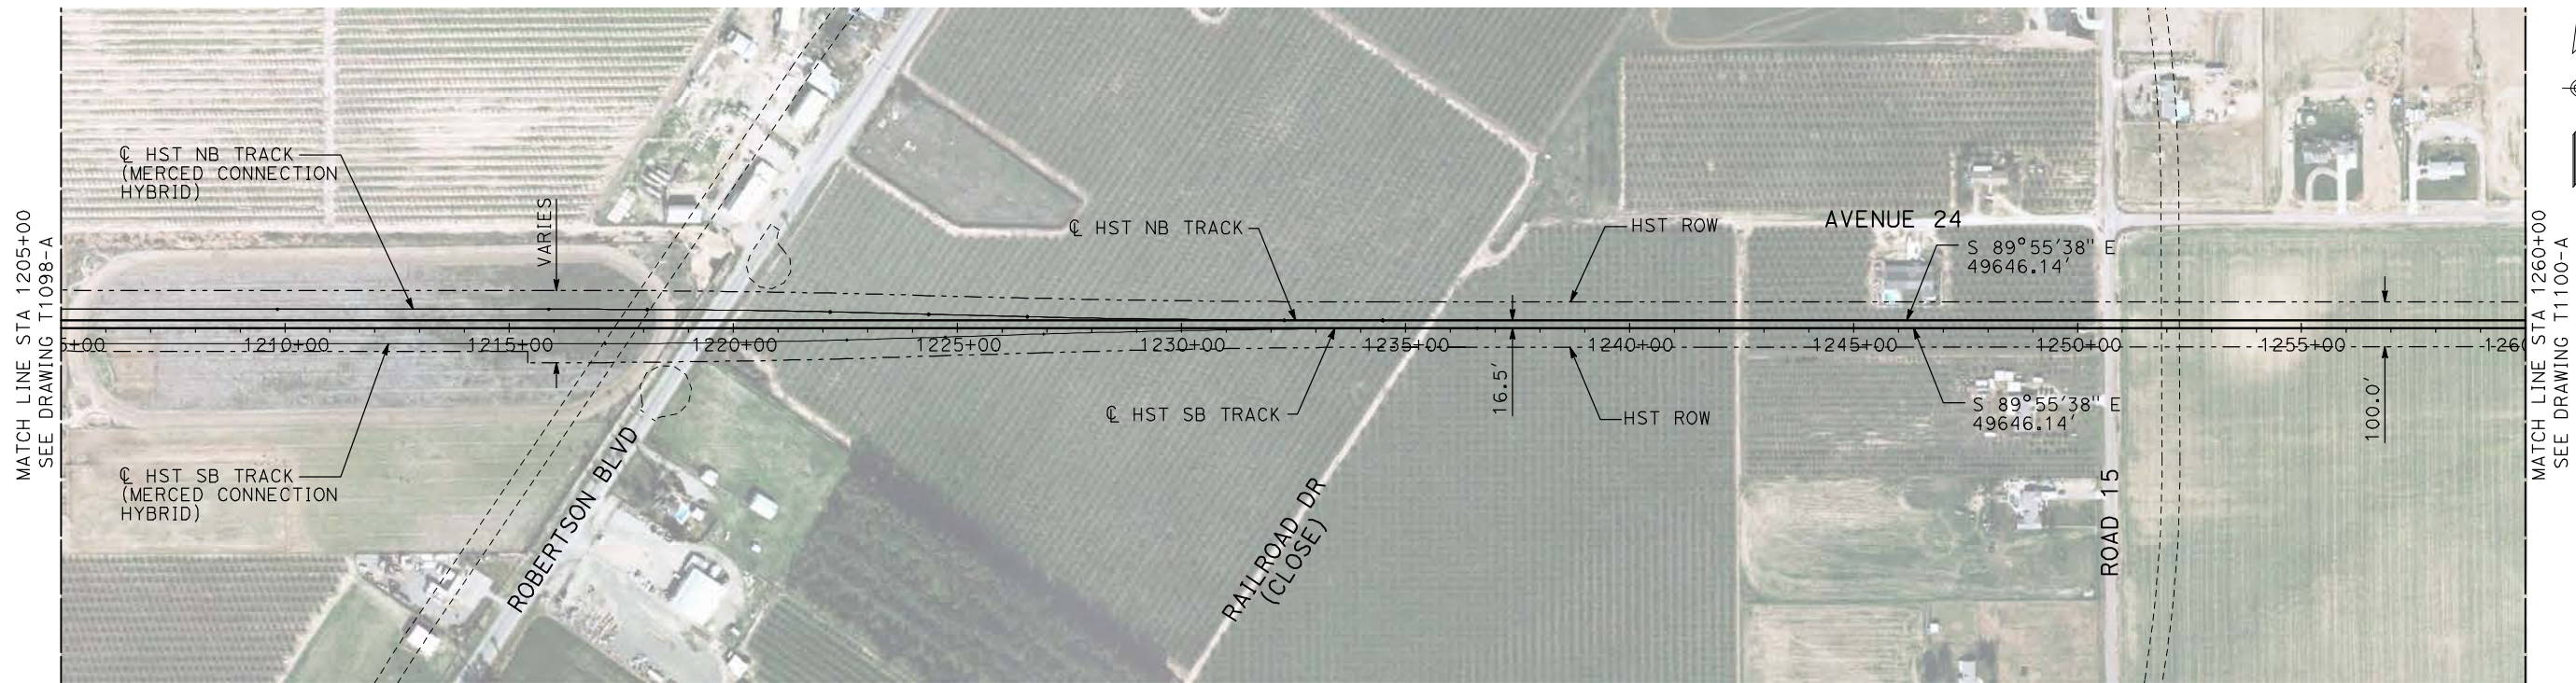 MATCH LINE STA 1205+00
SEE DRAWING T1098-A
℄ HST NB TRACK
(MERCED CONNECTION
HYBRID)
VARIES
℄ HST NB TRACK
HST ROW
AVENUE 24
S 89°55'38" E
49646.14'
5+00
1210+00
1215+00
1220+00
1225+00
1230+00
1235+00
1240+00
1245+00
1250+00
1255+00
1260
16.5'
℄ HST SB TRACK
HST ROW
S 89°55'38" E
49646.14'
100.0'
℄ HST SB TRACK
(MERCED CONNECTION
HYBRID)
ROBERTSON BLVD
RAILROAD DR
(CLOSE)
ROAD 15
MATCH LINE STA 1260+00
SEE DRAWING T1100-A